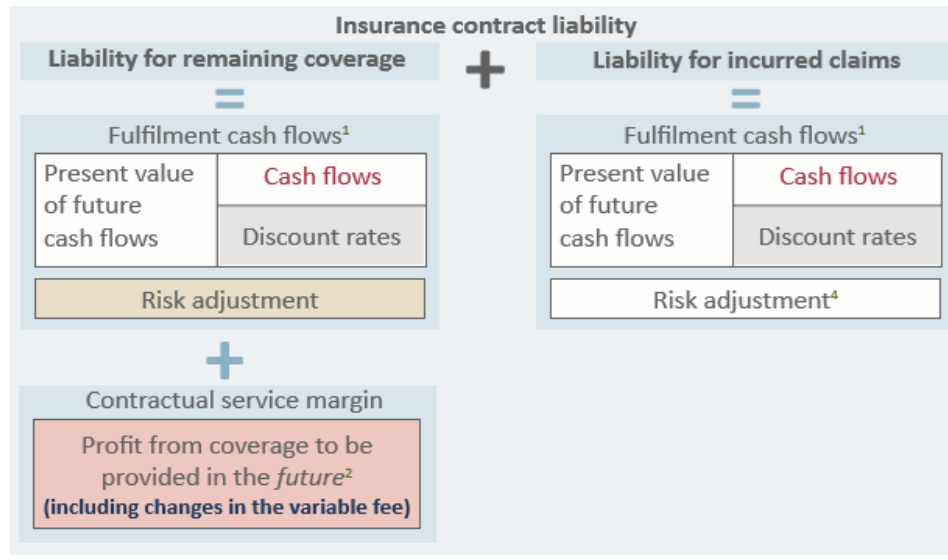 Insurance contract liability
Liability for remaining coverage
+
Liability for incurred claims
=
=
Fulfilment cash flows¹
Present value
of future
cash flows
Cash flows
Discount rates
Risk adjustment
Fulfilment cash flows¹
Present value
of future
cash flows
Cash flows
Discount rates
Risk adjustment⁴
+
Contractual service margin
Profit from coverage to be
provided in the future²
(including changes in the variable fee)